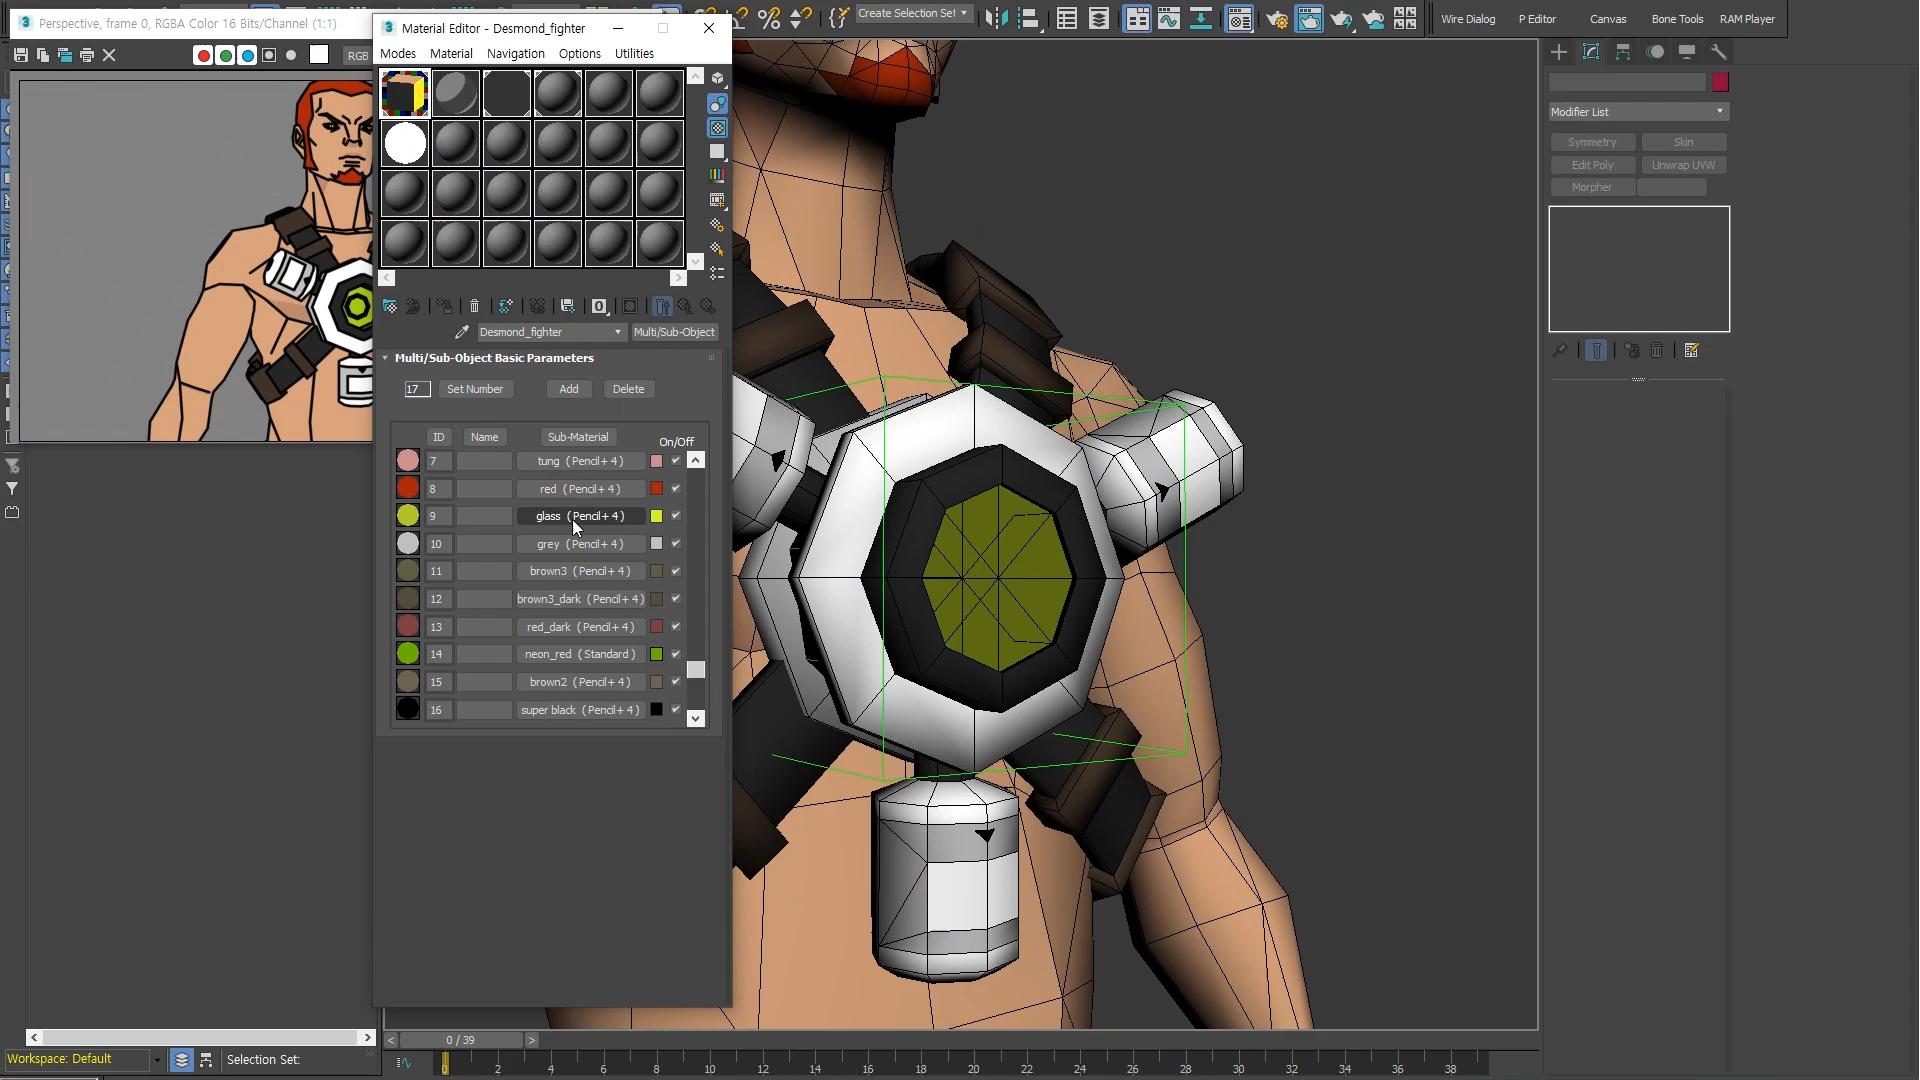 Perspective, frame 0, RGBA Color 16 Bits/Channel (1:1)
RGB
Material Editor - Desmond_fighter
Modes Material Navigation Options Utilities
Desmond_fighter Multi/Sub-Object
Multi/Sub-Object Basic Parameters
17 Set Number Add Delete
ID Name Sub-Material On/Off
7 tung (Pencil+ 4)
8 red (Pencil+ 4)
9 glass (Pencil+ 4)
10 grey (Pencil+ 4)
11 brown3 (Pencil+ 4)
12 brown3_dark (Pencil+ 4)
13 red_dark (Pencil+ 4)
14 neon_red (Standard)
15 brown2 (Pencil+ 4)
16 super black (Pencil+ 4)
Create Selection Set
Wire Dialog P Editor Canvas Bone Tools RAM Player
Modifier List
Symmetry Skin
Edit Poly Unwrap UVW
Morpher
0 / 39
Workspace: Default Selection Set:
0 2 4 6 8 10 12 14 16 18 20 22 24 26 28 30 32 34 36 38